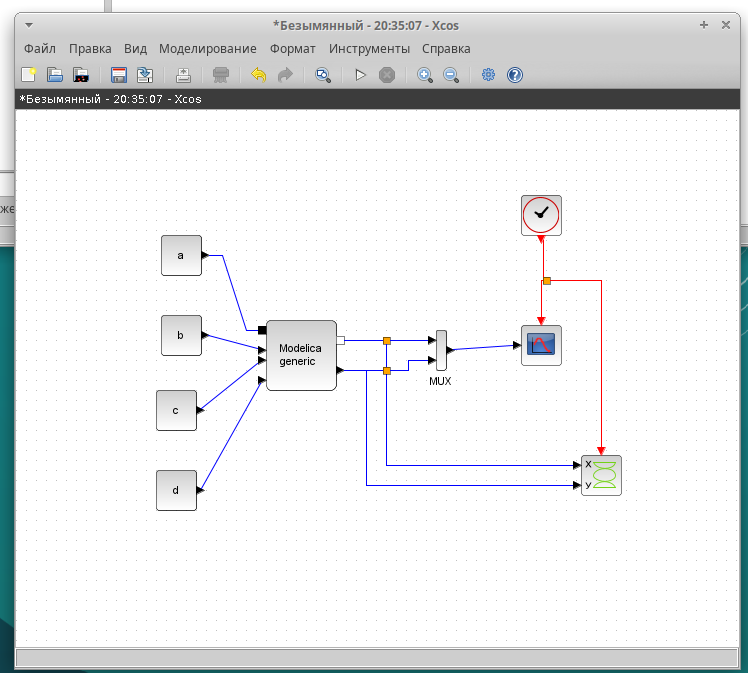 *Безымянный - 20:35:07 - Xcos
Файл Правка Вид Моделирование Формат Инструменты Справка
*Безымянный - 20:35:07 - Xcos
же
a
b
Modelica
generic
MUX
c
X
d
y